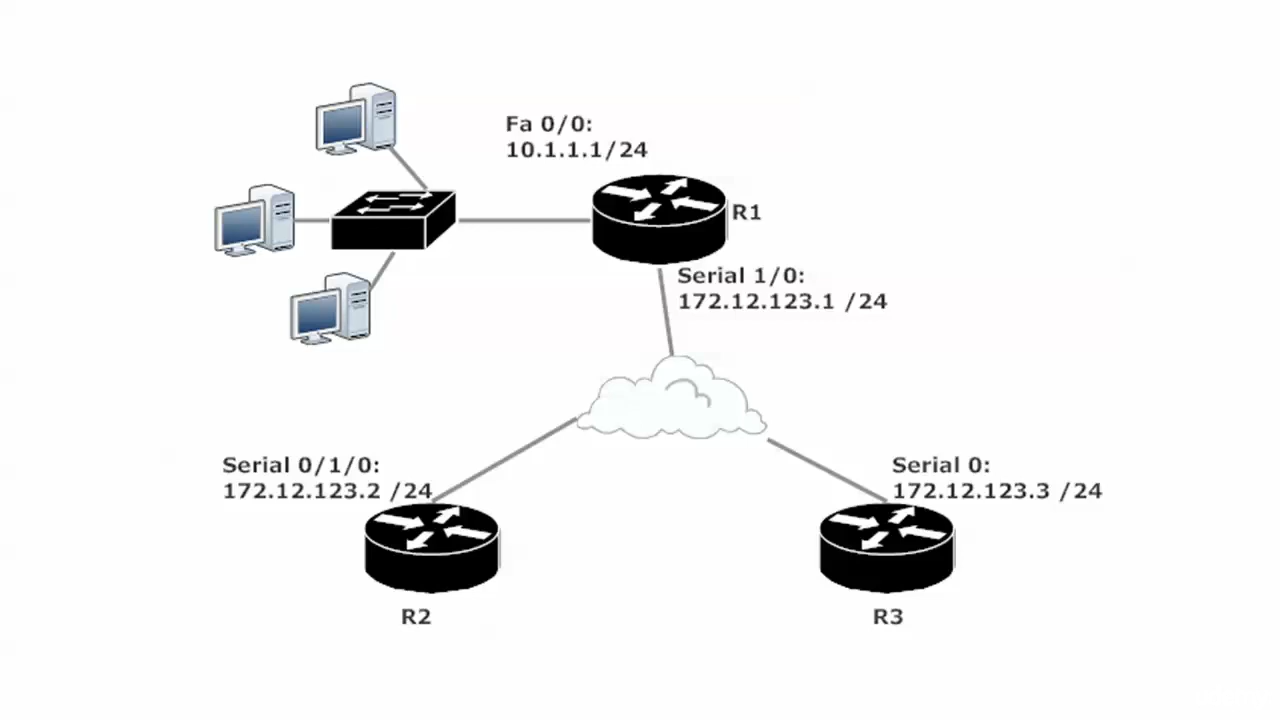 Fa 0/0:
10.1.1.1/24
R1
Serial 1/0:
172.12.123.1 /24
Serial 0/1/0:
172.12.123.2 /24
Serial 0:
172.12.123.3 /24
R2
R3